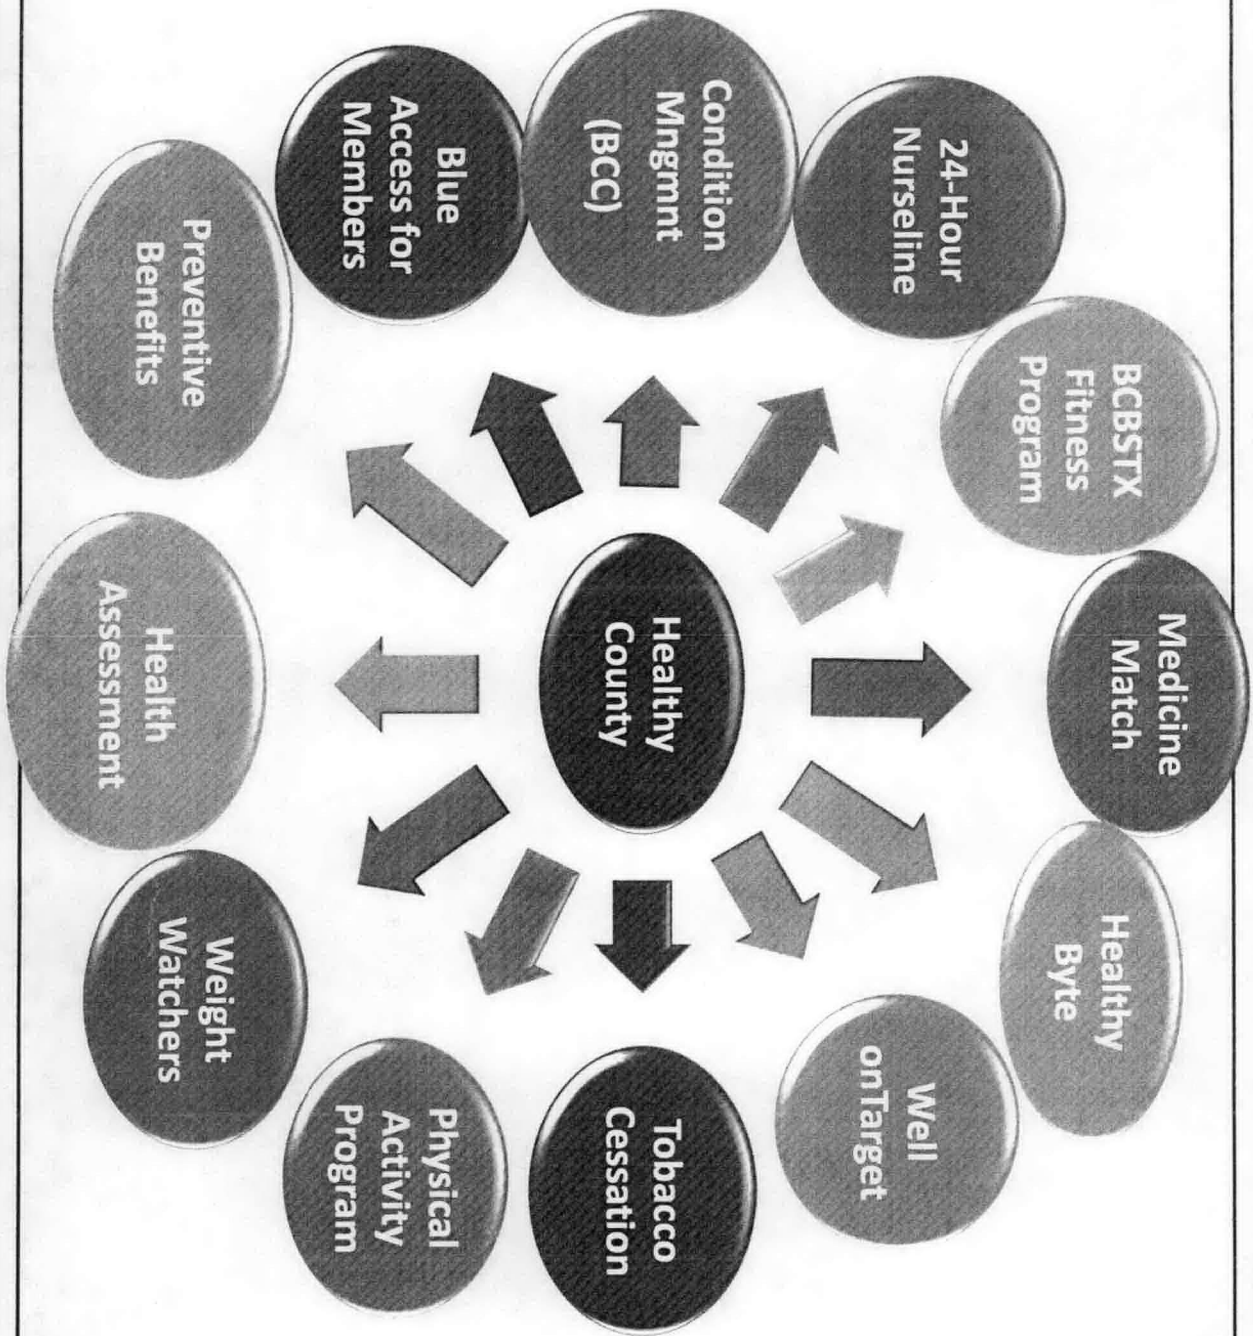 Medicine
Match
Healthy
Byte
Well
onTarget
Tobacco
Cessation
Physical
Activity
Program
Weight
Watchers
Health
Assessment
Preventive
Benefits
Blue
Access for
Members
Condition
Mngmnt
(BCC)
24-Hour
Nurseline
BCBSTX
Fitness
Program
Healthy
County